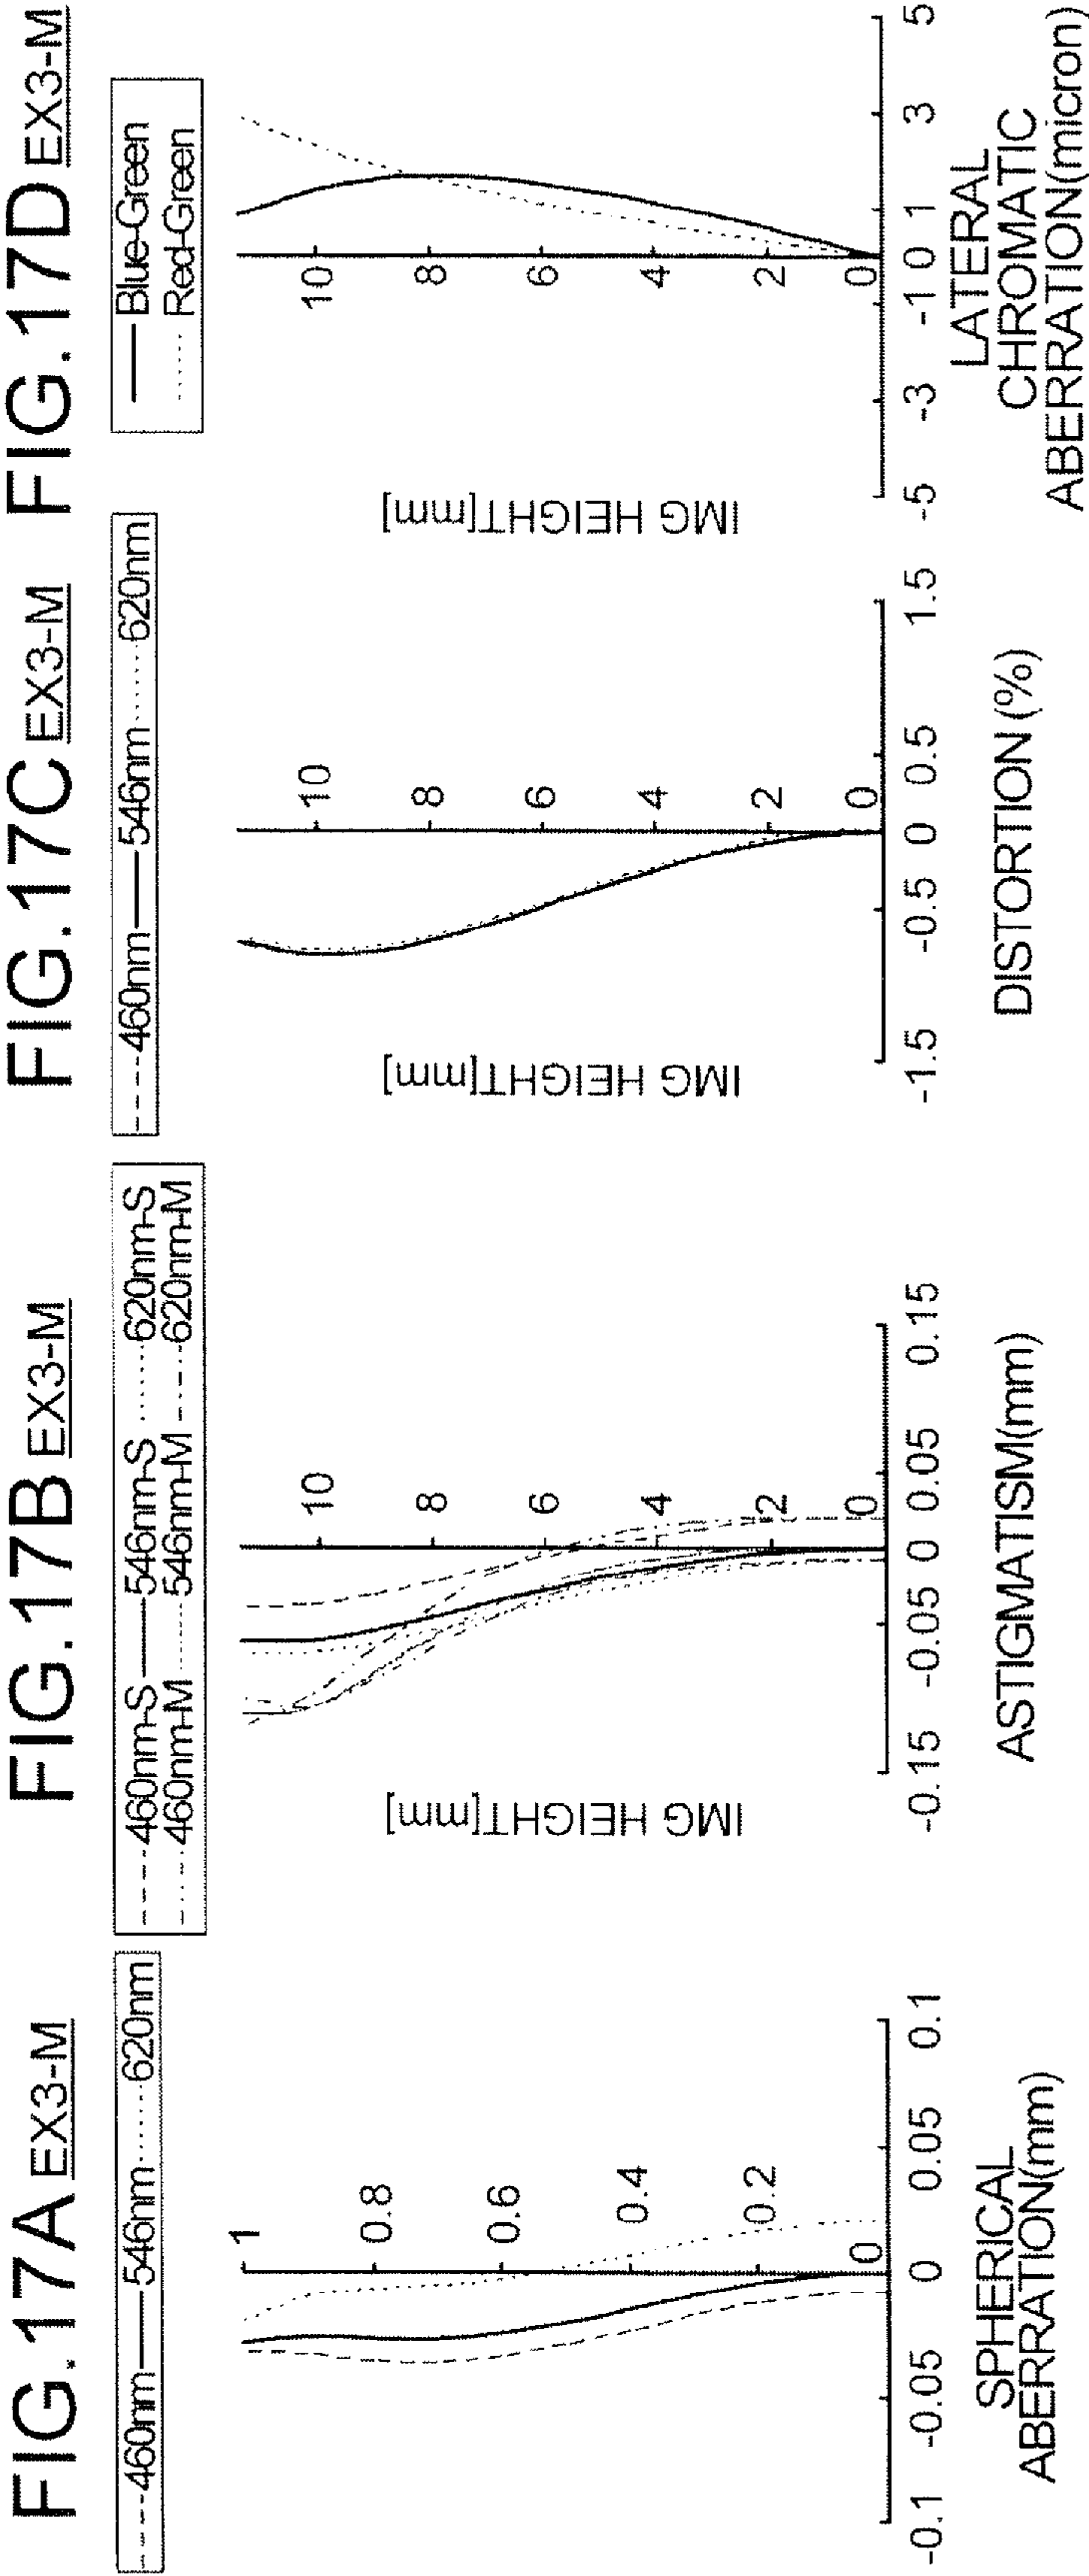 FIG.17A EX3-M
460nm 546nm 620nm
1
0.8
0.6
0.4
0.2
0
-0.1 -0.05 0 0.05 0.1
SPHERICAL
ABERRATION(mm)
FIG.17B EX3-M
460nm-S 546nm-S 620nm-S
460nm-M 546nm-M 620nm-M
IMG HEIGHT[mm]
10
8
6
4
2
0
-0.15 -0.05 0 0.05 0.15
ASTIGMATISM(mm)
FIG.17C EX3-M
460nm 546nm 620nm
IMG HEIGHT[mm]
10
8
6
4
2
0
-1.5 -0.5 0 0.5 1.5
DISTORTION (%)
FIG.17D EX3-M
Blue-Green
Red-Green
IMG HEIGHT[mm]
10
8
6
4
2
0
-5 -3 -1 0 1 3 5
LATERAL
CHROMATIC
ABERRATION(micron)